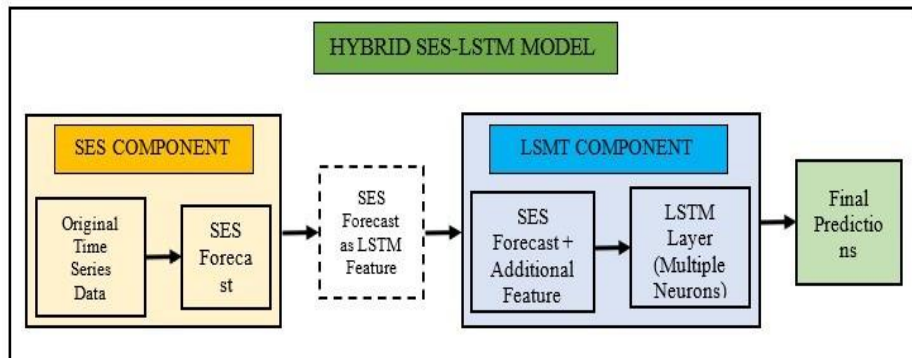 HYBRID SES-LSTM MODEL
SES COMPONENT
Original
Time
Series
Data
SES
Foreca
st
SES
Forecast
as LSTM
Feature
LSMT COMPONENT
SES
Forecast +
Additional
Feature
LSTM
Layer
(Multiple
Neurons)
Final
Predictio
ns